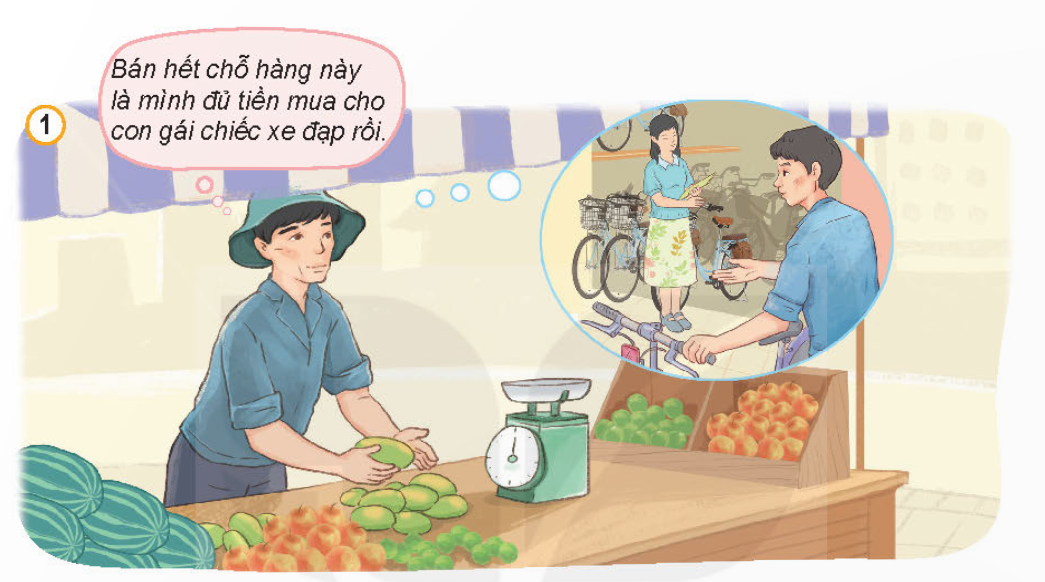 Bán hết chỗ hàng này
là mình đủ tiền mua cho
con gái chiếc xe đạp rồi.
1